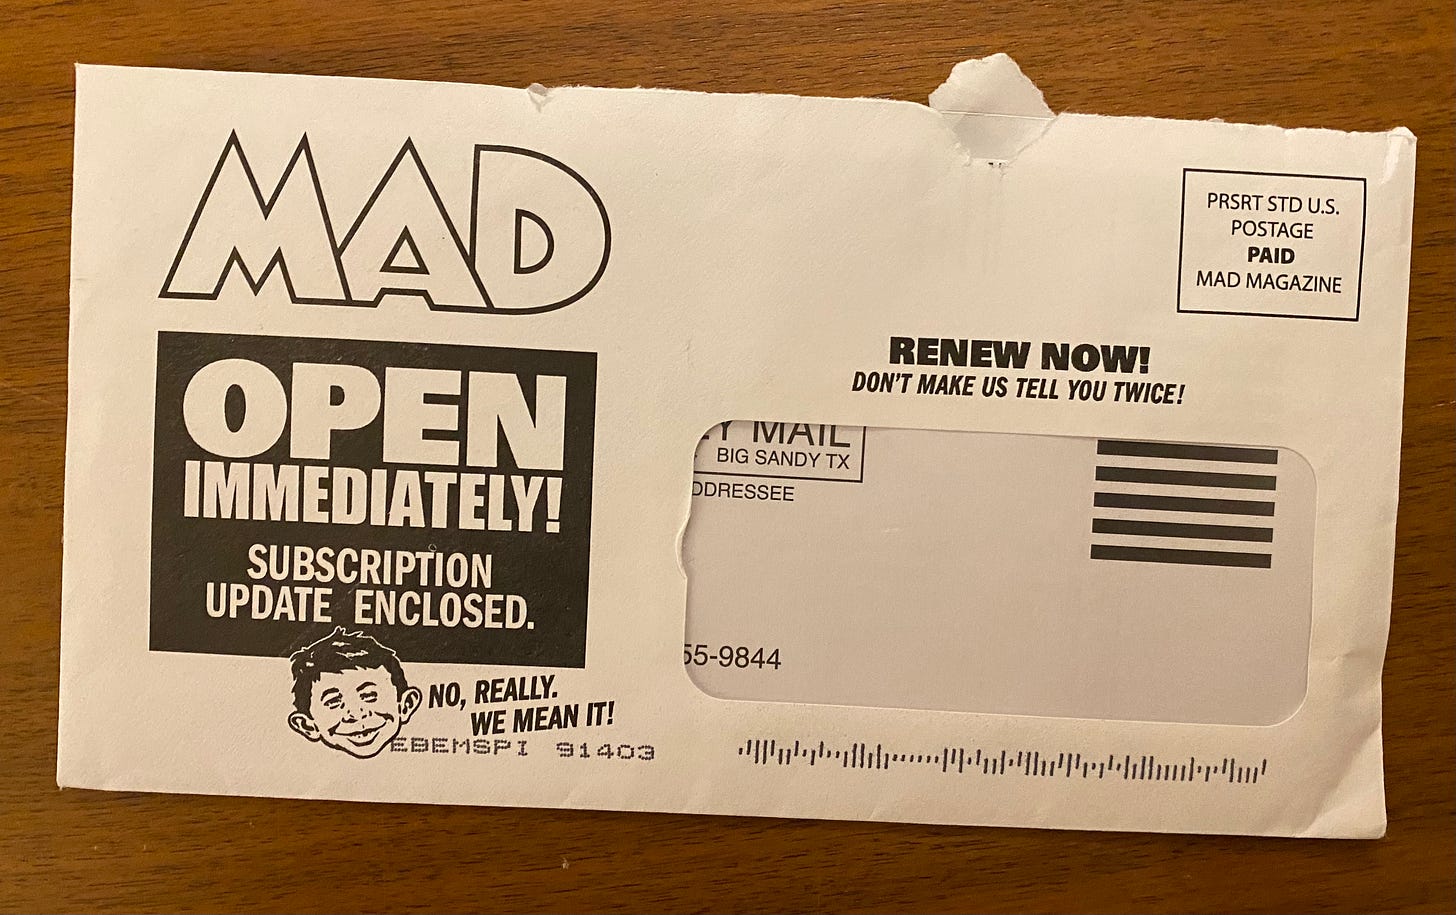 MAD
OPEN
IMMEDIATELY!
SUBSCRIPTION
UPDATE ENCLOSED.
NO, REALLY.
WE MEAN IT!
EBEMSPI 91403
PRSRT STD U.S.
POSTAGE
PAID
MAD MAGAZINE
RENEW NOW!
DON'T MAKE US TELL YOU TWICE!
Y MAIL
BIG SANDY TX
DDRESSEE
55-9844